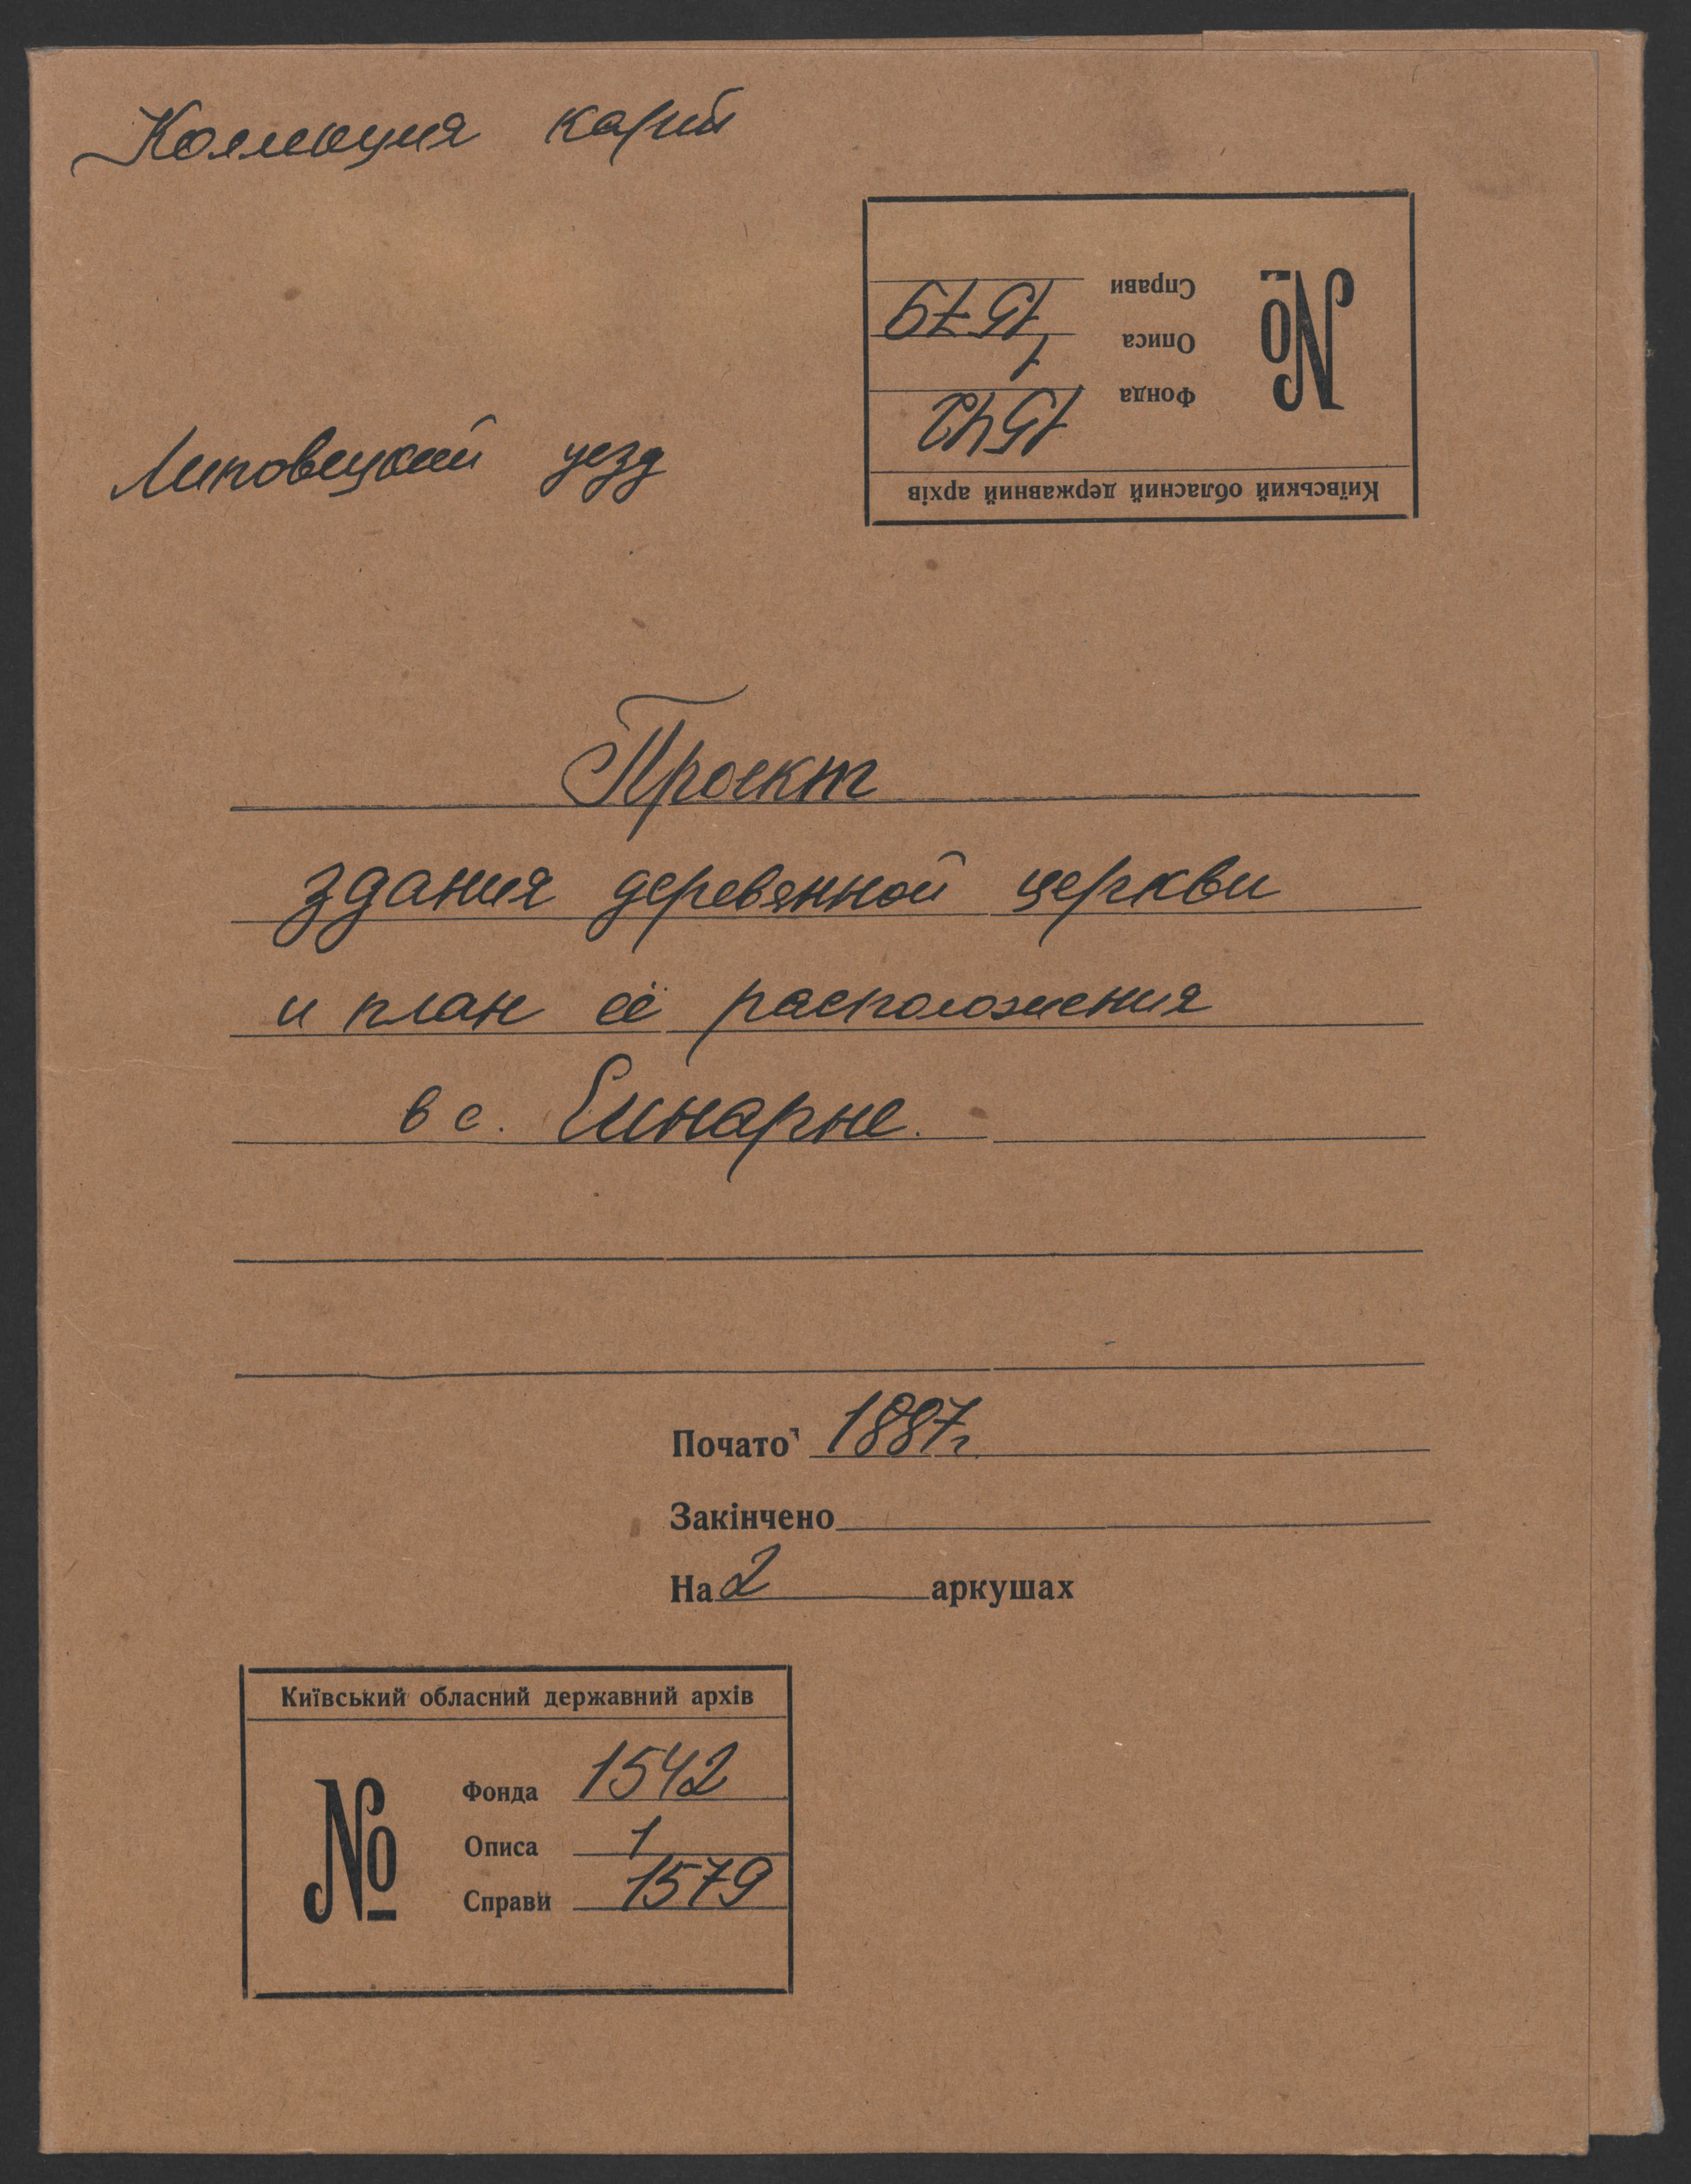 Коллекция карт
Справи 1579
Описа 1
Фонда 1542
№
Київський обласний державний архів
Липовецкий уезд
Проект
здания деревянной церкви
и план её расположения
в с.
Почато 1887г.
Закінчено
На 2 аркушах
Київський обласний державний архів
№
Фонда 1542
Описа 1
Справи 1579